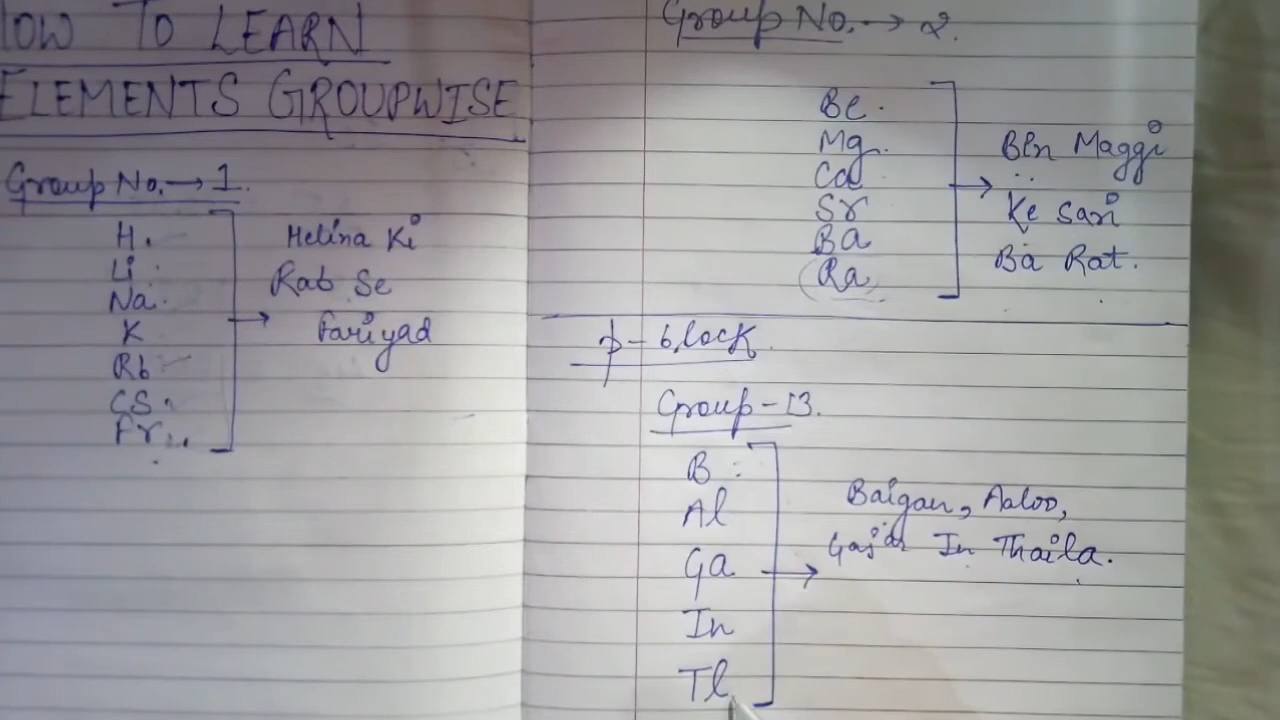 HOW TO LEARN
ELEMENTS GROUPWISE
Group No. → 1.
H.
Li
Na
K
Rb
Cs
Fr
Helina Ki
Rab Se
Fariyad
Group No. → 2.
Be
Mg
Ca
Sr
Ba
Ra
Ben Maggi
Ke Sari
Ba Rat.
p-block
Group-13.
B
Al
Ga
In
Tl
Baigan, Aaloo,
Gajar In Thaila.